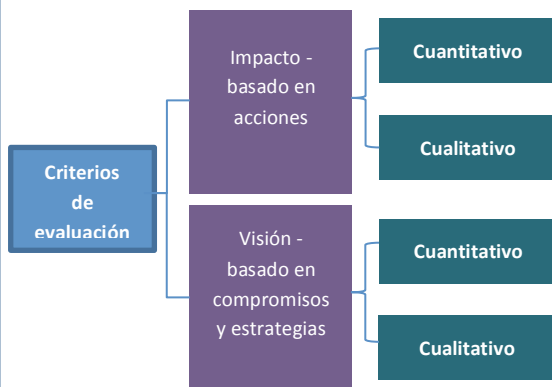 Criterios
de
evaluación
Impacto -
basado en
acciones
Cuantitativo
Cualitativo
Visión -
basado en
compromisos
y estrategias
Cuantitativo
Cualitativo